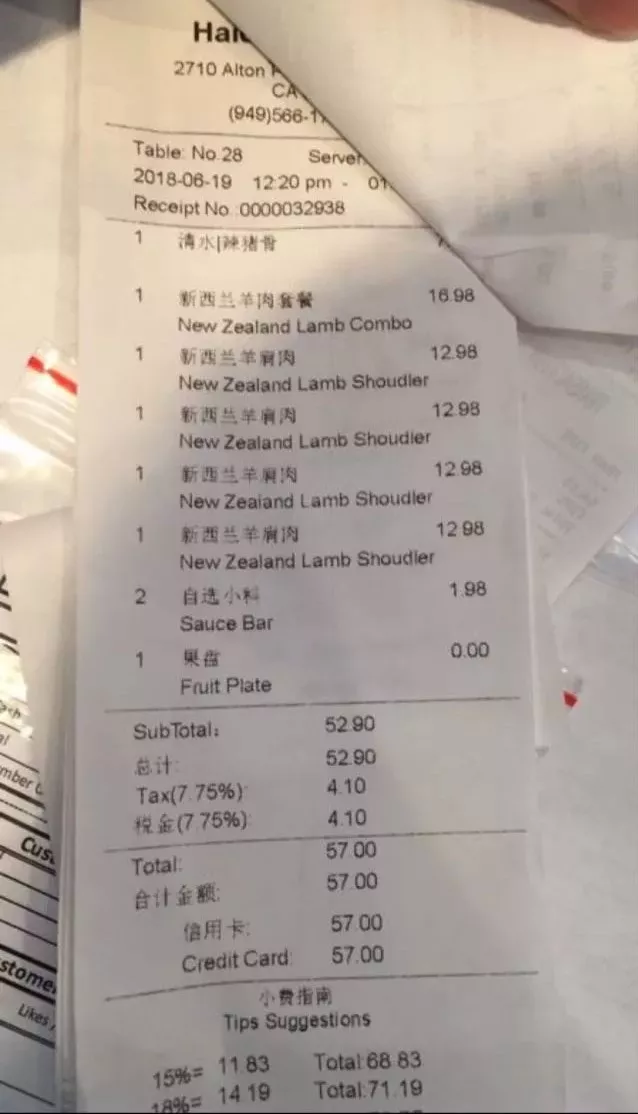 2710 Alton
CA
(949)566-1
Table: No.28 Server:
2018-06-19 12:20 pm - 01
Receipt No.:0000032938
1 清水|辣猪骨 7.
1 新西兰羊肉套餐 16.98
New Zealand Lamb Combo
1 新西兰羊肩肉 12.98
New Zealand Lamb Shoudler
1 新西兰羊肩肉 12.98
New Zealand Lamb Shoudler
1 新西兰羊肩肉 12.98
New Zealand Lamb Shoudler
1 新西兰羊肩肉 12.98
New Zealand Lamb Shoudler
2 自选小料 1.98
Sauce Bar
1 果盘 0.00
Fruit Plate
SubTotal: 52.90
总计: 52.90
Tax(7.75%): 4.10
税金(7.75%): 4.10
Total: 57.00
合计金额: 57.00
信用卡: 57.00
Credit Card: 57.00
小费指南
Tips Suggestions
15%= 11.83 Total:68.83
18%= 14.19 Total:71.19
mber
Cus
stome
Likes